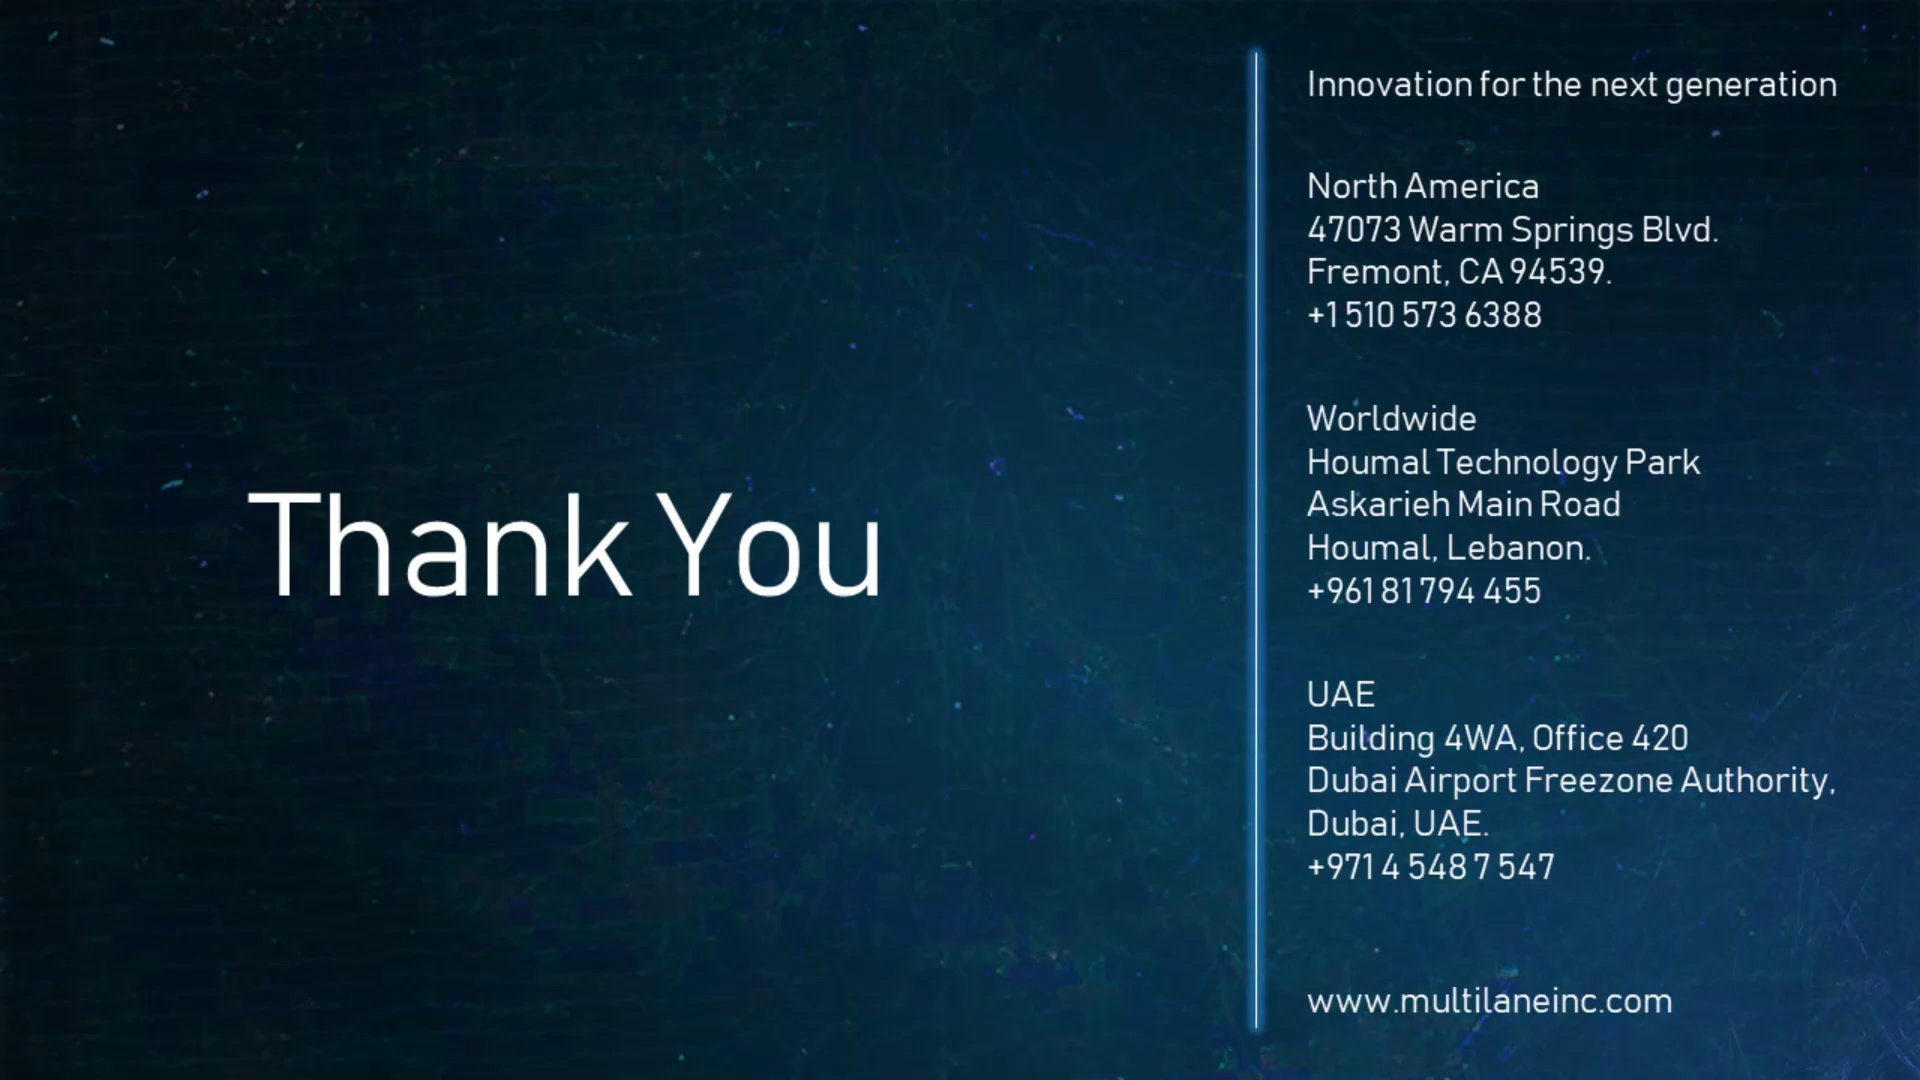 Thank You
Innovation for the next generation
North America
47073 Warm Springs Blvd.
Fremont, CA 94539.
+1 510 573 6388
Worldwide
Houmal Technology Park
Askarieh Main Road
Houmal, Lebanon.
+961 81 794 455
UAE
Building 4WA, Office 420
Dubai Airport Freezone Authority,
Dubai, UAE.
+971 4 548 7 547
www.multilaneinc.com